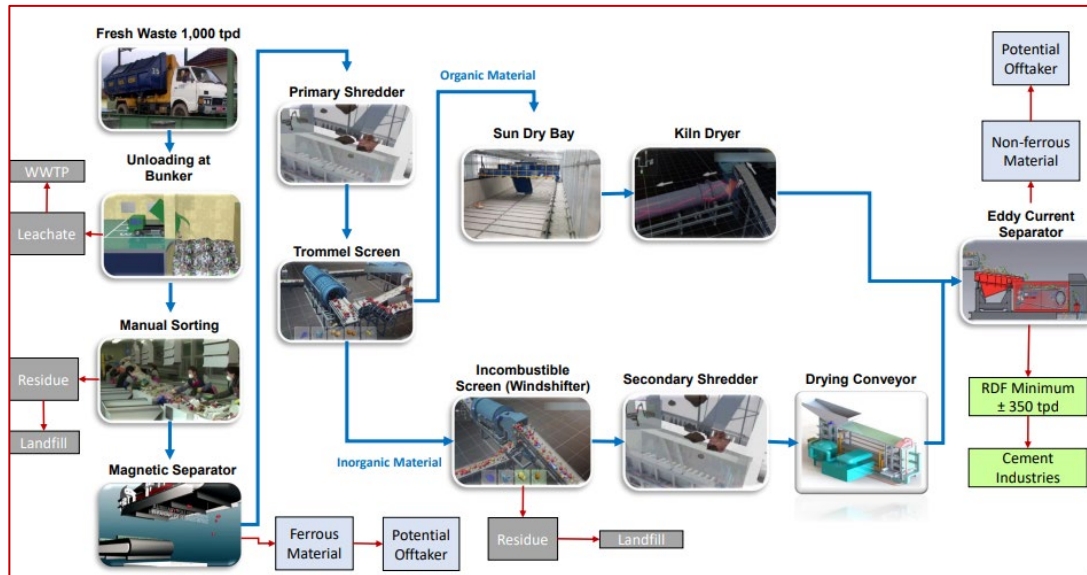 Fresh Waste 1,000 tpd
Unloading at
Bunker
WWTP
Leachate
Manual Sorting
Residue
Landfill
Magnetic Separator
Ferrous
Material
Potential
Offtaker
Primary Shredder
Trommel Screen
Organic Material
Sun Dry Bay
Kiln Dryer
Inorganic Material
Incombustible
Screen (Windshifter)
Residue
Landfill
Secondary Shredder
Drying Conveyor
Potential
Offtaker
Non-ferrous
Material
Eddy Current
Separator
RDF Minimum
± 350 tpd
Cement
Industries